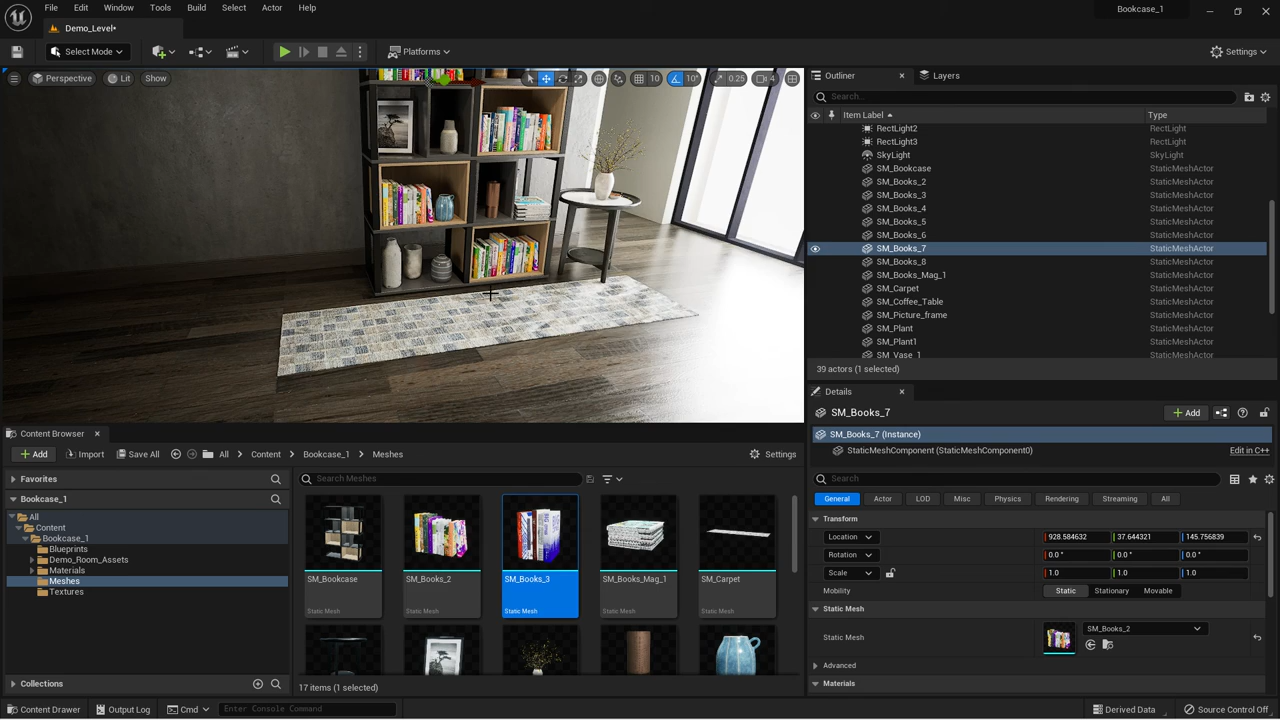 File Edit Window Tools Build Select Actor Help
Bookcase_1
Demo_Level*
Select Mode
Platforms
Settings
Perspective Lit Show
10 10° 0.25 4
Outliner Layers
Search...
Item Label Type
RectLight2 RectLight
RectLight3 RectLight
SkyLight SkyLight
SM_Bookcase StaticMeshActor
SM_Books_2 StaticMeshActor
SM_Books_3 StaticMeshActor
SM_Books_4 StaticMeshActor
SM_Books_5 StaticMeshActor
SM_Books_6 StaticMeshActor
SM_Books_7 StaticMeshActor
SM_Books_8 StaticMeshActor
SM_Books_Mag_1 StaticMeshActor
SM_Carpet StaticMeshActor
SM_Coffee_Table StaticMeshActor
SM_Picture_frame StaticMeshActor
SM_Plant StaticMeshActor
SM_Plant1 StaticMeshActor
SM_Vase_1 StaticMeshActor
39 actors (1 selected)
Details
SM_Books_7
Add
SM_Books_7 (Instance)
StaticMeshComponent (StaticMeshComponent0) Edit in C++
Search
General Actor LOD Misc Physics Rendering Streaming All
Transform
Location 928.584632 37.644321 145.756839
Rotation 0.0 ° 0.0 ° 0.0 °
Scale 1.0 1.0 1.0
Mobility Static Stationary Movable
Static Mesh
Static Mesh SM_Books_2
Advanced
Materials
Content Browser
Add Import Save All All Content Bookcase_1 Meshes Settings
Favorites
Bookcase_1
All
Content
Bookcase_1
Blueprints
Demo_Room_Assets
Materials
Meshes
Textures
Collections
Search Meshes
SM_Bookcase SM_Books_2 SM_Books_3 SM_Books_Mag_1 SM_Carpet
Static Mesh Static Mesh Static Mesh Static Mesh Static Mesh
17 items (1 selected)
Content Drawer Output Log Cmd Enter Console Command Derived Data Source Control Off